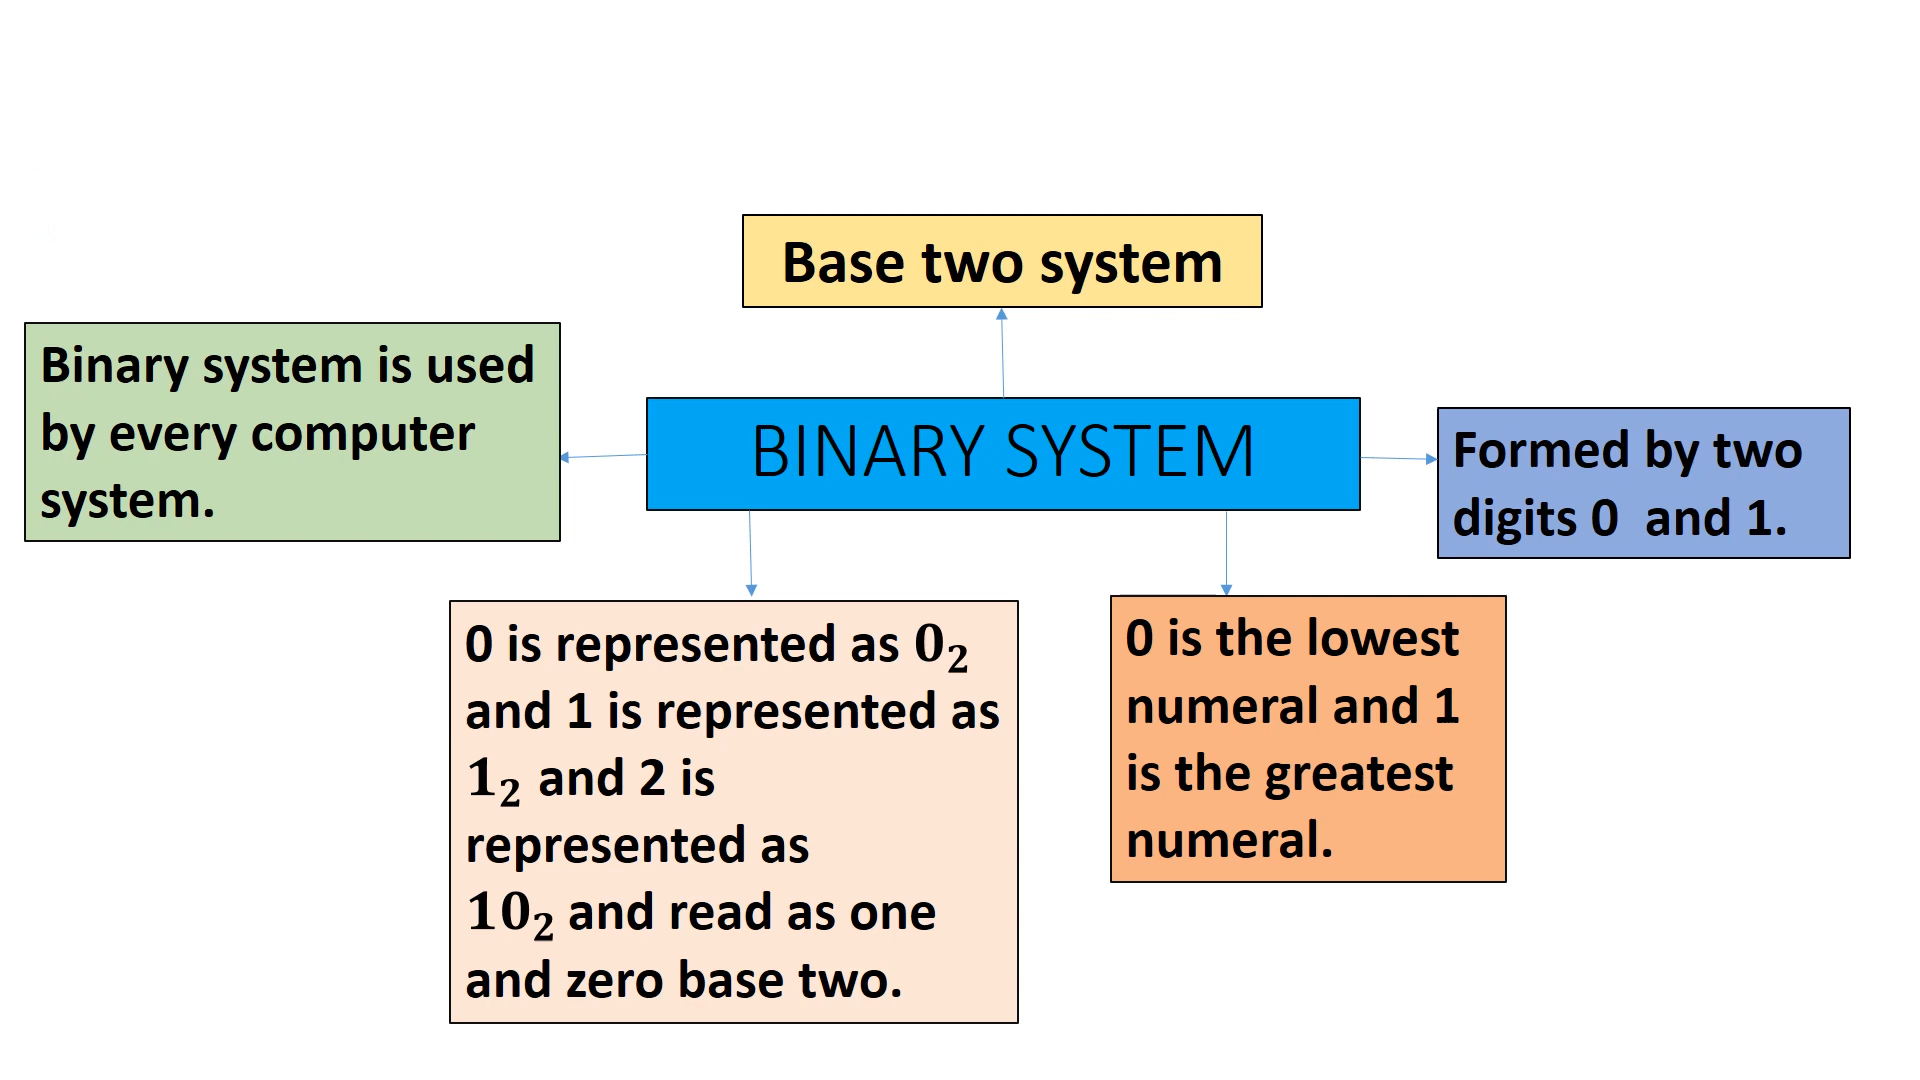 Base two system
Binary system is used
by every computer
system.
BINARY SYSTEM
Formed by two
digits 0  and 1.
0 is represented as 0₂
and 1 is represented as
1₂ and 2 is
represented as
10₂ and read as one
and zero base two.
0 is the lowest
numeral and 1
is the greatest
numeral.